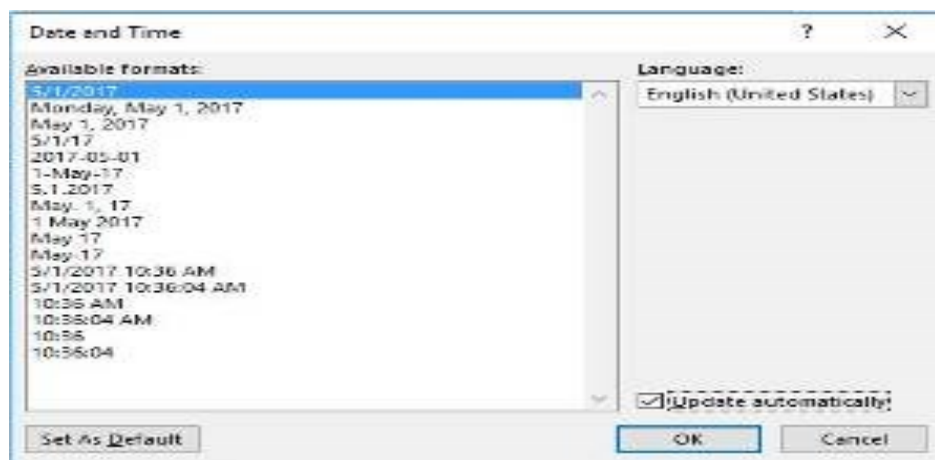 Date and Time
?
Available formats:
Language:
5/1/2017
Monday, May 1, 2017
May 1, 2017
5/1/17
2017-05-01
1-May-17
5.1.2017
May. 1, 17
1 May 2017
May 17
May-17
5/1/2017 10:36 AM
5/1/2017 10:36:04 AM
10:36 AM
10:36:04 AM
10:36
10:36:04
English (United States)
Update automatically
Set As Default
OK
Cancel